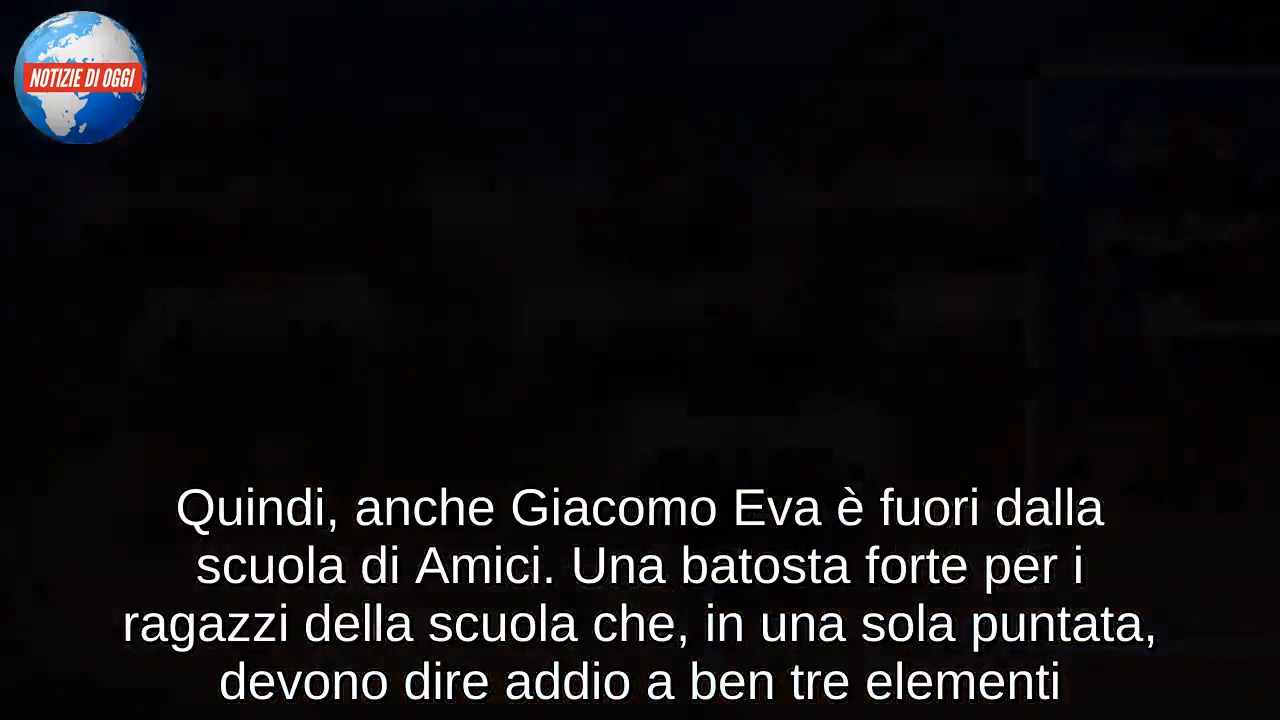 NOTIZIE DI OGGI
Quindi, anche Giacomo Eva è fuori dalla
scuola di Amici. Una batosta forte per i
ragazzi della scuola che, in una sola puntata,
devono dire addio a ben tre elementi